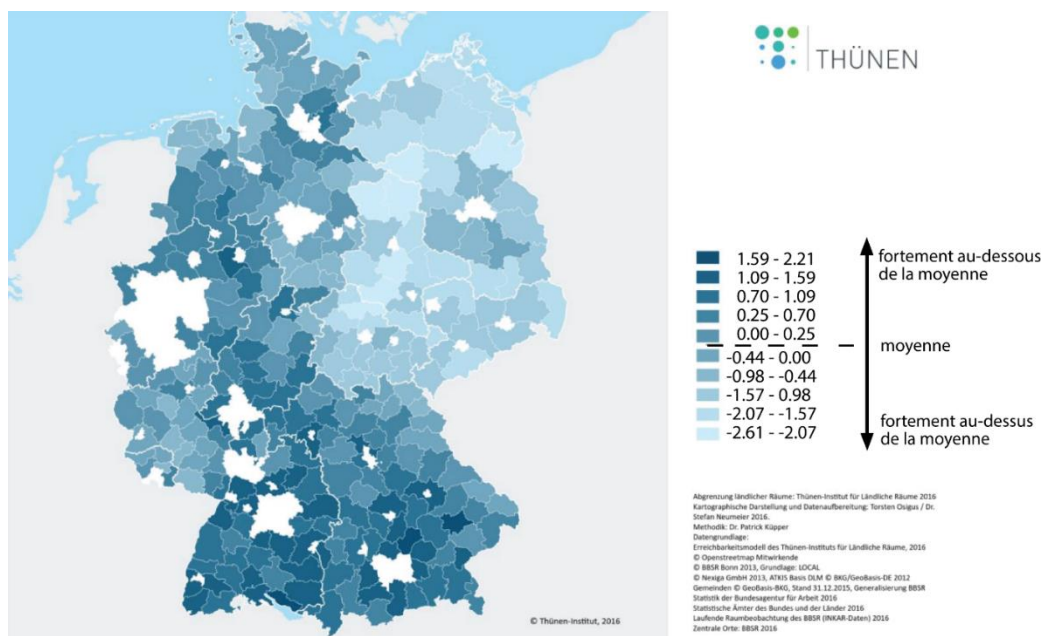 THÜNEN
1.59 - 2.21
1.09 - 1.59
0.70 - 1.09
0.25 - 0.70
0.00 - 0.25
-0.44 - 0.00
-0.98 - -0.44
-1.57 - 0.98
-2.07 - -1.57
-2.61 - -2.07
fortement au-dessous
de la moyenne
moyenne
fortement au-dessus
de la moyenne
Abgrenzung ländlicher Räume: Thünen-Institut für Ländliche Räume 2016
Kartographische Darstellung und Datenaufbereitung: Torsten Osigus / Dr.
Stefan Neumeier 2016.
Methodik: Dr. Patrick Küpper
Datengrundlage:
Erreichbarkeitsmodell des Thünen-Instituts für Ländliche Räume, 2016
© Openstreetmap Mitwirkende
© BBSR Bonn 2013, Grundlage: LOCAL
© Nexiga GmbH 2013, ATKIS Basis DLM © BKG/GeoBasis-DE 2012
Gemeinden © GeoBasis-BKG, Stand 31.12.2015, Generalisierung BBSR
Statistik der Bundesagentur für Arbeit 2016
Statistische Ämter des Bundes und der Länder 2016
Laufende Raumbeobachtung des BBSR (INKAR-Daten) 2016
Zentrale Orte: BBSR 2016
© Thünen-Institut, 2016